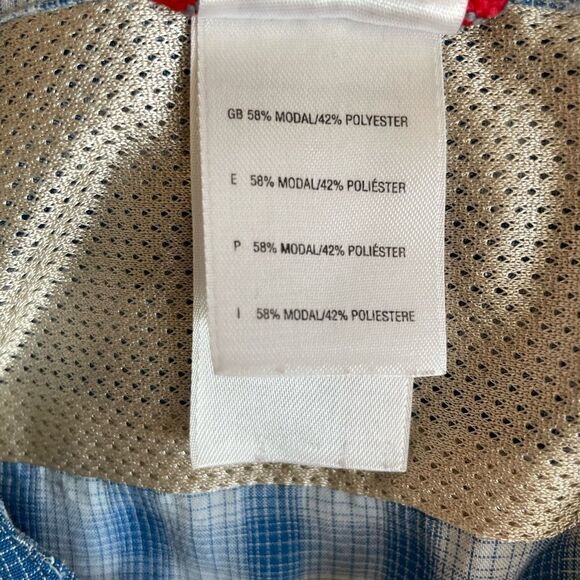 GB 58% MODAL/42% POLYESTER
E 58% MODAL/42% POLIÉSTER
P 58% MODAL/42% POLIÉSTER
I 58% MODAL/42% POLIESTERE